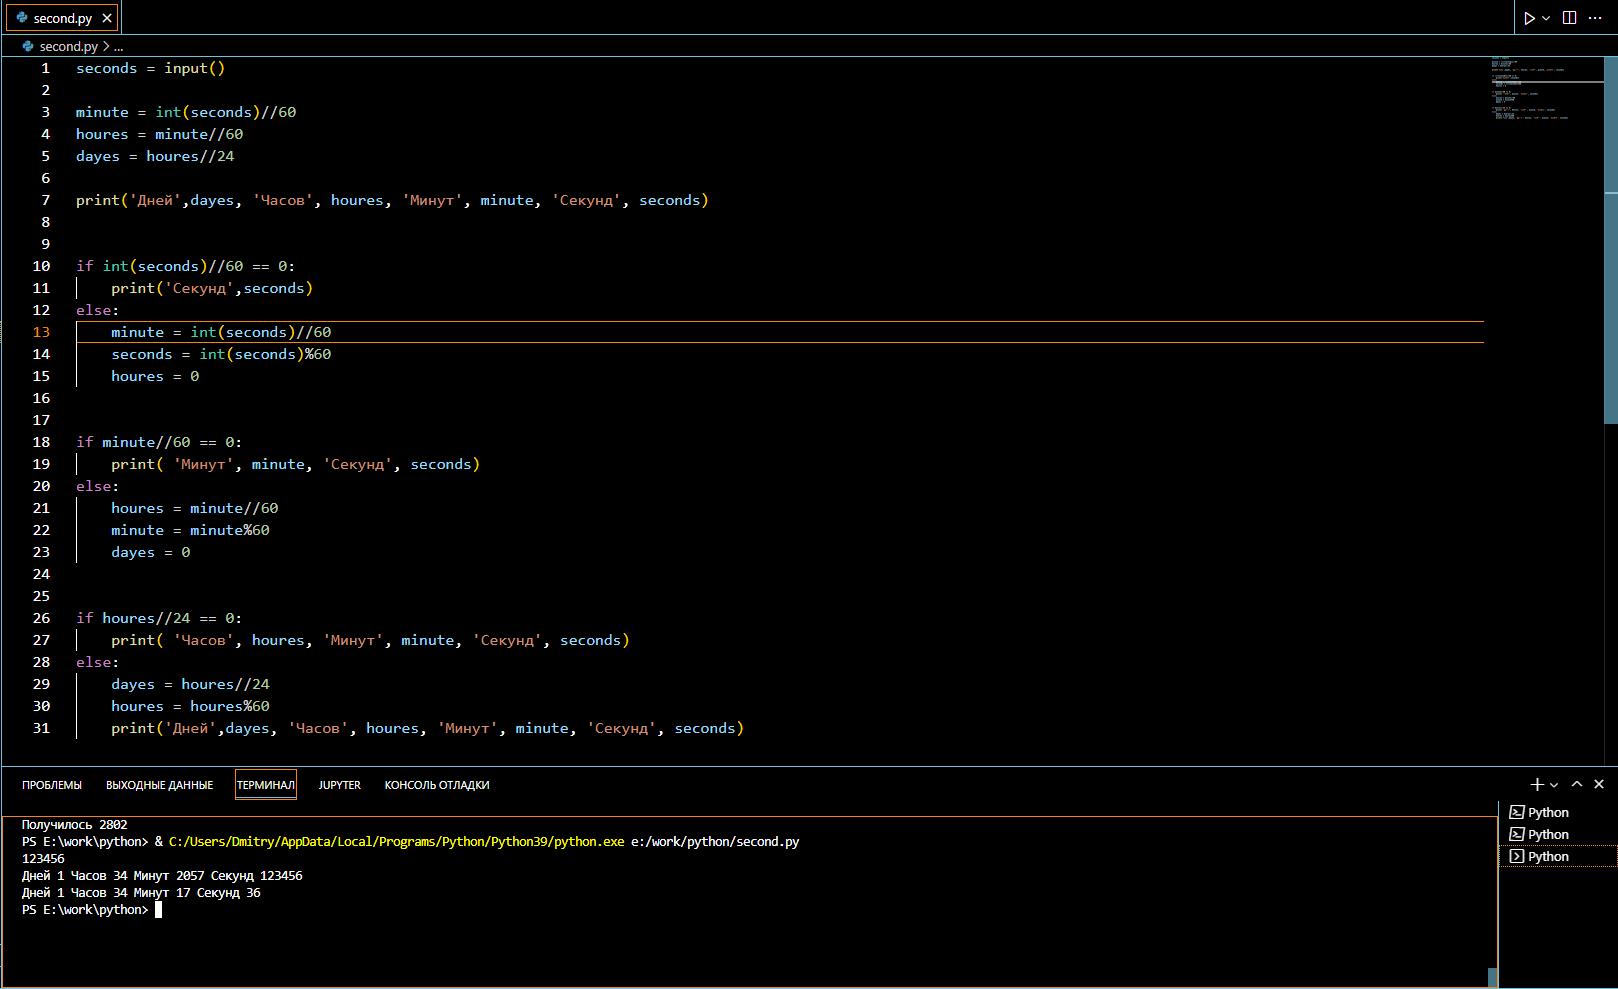 second.py
second.py > ...
1 seconds = input()
2
3 minute = int(seconds)//60
4 houres = minute//60
5 dayes = houres//24
6
7 print('Дней',dayes, 'Часов', houres, 'Минут', minute, 'Секунд', seconds)
8
9
10 if int(seconds)//60 == 0:
11 print('Секунд',seconds)
12 else:
13 minute = int(seconds)//60
14 seconds = int(seconds)%60
15 houres = 0
16
17
18 if minute//60 == 0:
19 print( 'Минут', minute, 'Секунд', seconds)
20 else:
21 houres = minute//60
22 minute = minute%60
23 dayes = 0
24
25
26 if houres//24 == 0:
27 print( 'Часов', houres, 'Минут', minute, 'Секунд', seconds)
28 else:
29 dayes = houres//24
30 houres = houres%60
31 print('Дней',dayes, 'Часов', houres, 'Минут', minute, 'Секунд', seconds)
ПРОБЛЕМЫ ВЫХОДНЫЕ ДАННЫЕ ТЕРМИНАЛ JUPYTER КОНСОЛЬ ОТЛАДКИ
Получилось 2802
PS E:\work\python> & C:/Users/Dmitry/AppData/Local/Programs/Python/Python39/python.exe e:/work/python/second.py
123456
Дней 1 Часов 34 Минут 2057 Секунд 123456
Дней 1 Часов 34 Минут 17 Секунд 36
PS E:\work\python>
Python
Python
Python